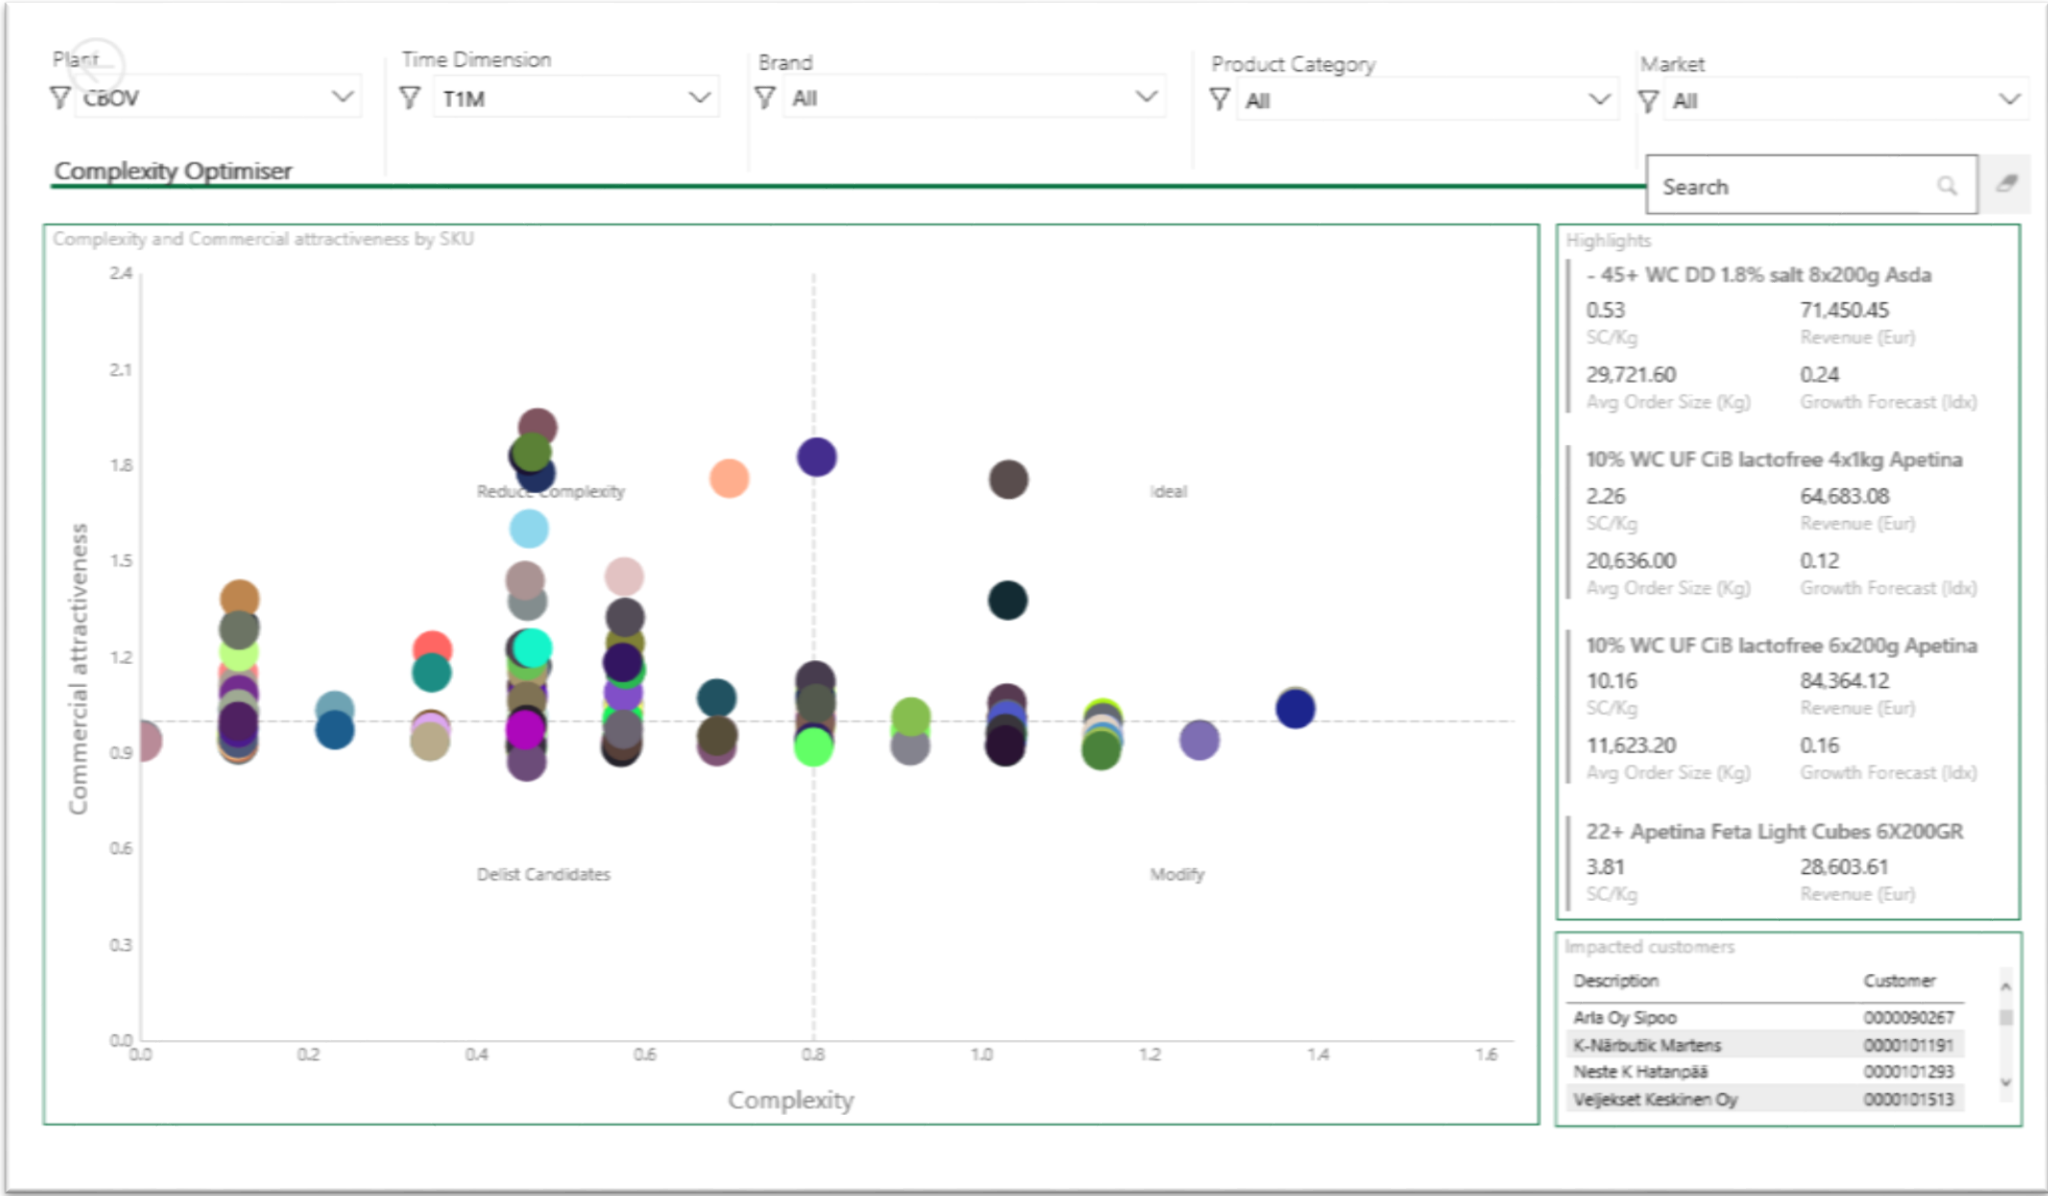 Plant
Time Dimension
Brand
Product Category
Market
CBOV
T1M
All
All
All
Complexity Optimiser
Search
Complexity and Commercial attractiveness by SKU
Commercial attractiveness
2.4
2.1
1.8
1.5
1.2
0.9
0.6
0.3
0.0
Reduce Complexity
Ideal
Delist Candidates
Modify
0.0
0.2
0.4
0.6
0.8
1.0
1.2
1.4
1.6
Complexity
Highlights
- 45+ WC DD 1.8% salt 8x200g Asda
0.53 71,450.45
SC/Kg Revenue (Eur)
29,721.60 0.24
Avg Order Size (Kg) Growth Forecast (Idx)
10% WC UF CiB lactofree 4x1kg Apetina
2.26 64,683.08
SC/Kg Revenue (Eur)
20,636.00 0.12
Avg Order Size (Kg) Growth Forecast (Idx)
10% WC UF CiB lactofree 6x200g Apetina
10.16 84,364.12
SC/Kg Revenue (Eur)
11,623.20 0.16
Avg Order Size (Kg) Growth Forecast (Idx)
22+ Apetina Feta Light Cubes 6X200GR
3.81 28,603.61
SC/Kg Revenue (Eur)
Impacted customers
Description Customer
Arla Oy Sipoo 0000090267
K-Närbutik Martens 0000101191
Neste K Hatanpää 0000101293
Veljekset Keskinen Oy 0000101513